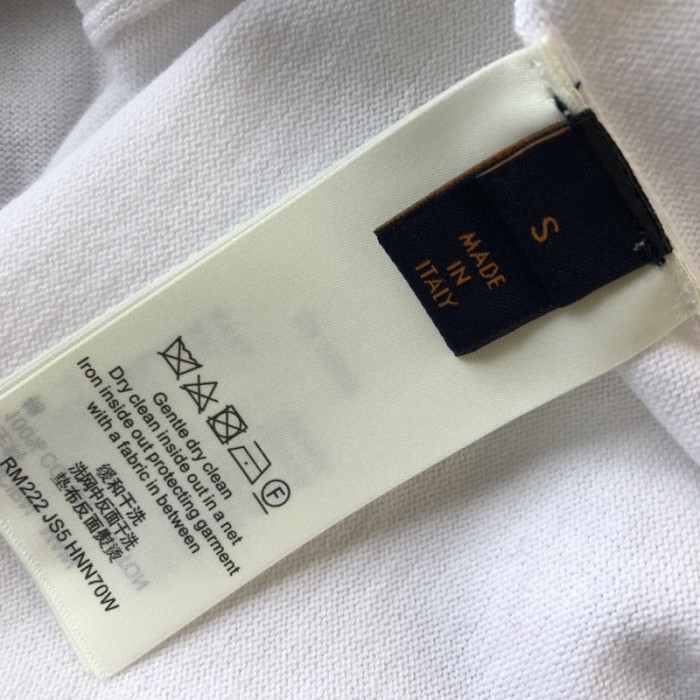 S
MADE
IN
ITALY
Gentle dry clean
Dry clean inside out in a net
Iron inside out protecting garment
with a fabric in between
缓和干洗
洗网中反面干洗
垫布反面熨烫
RM222 JS5 HNN70W
F